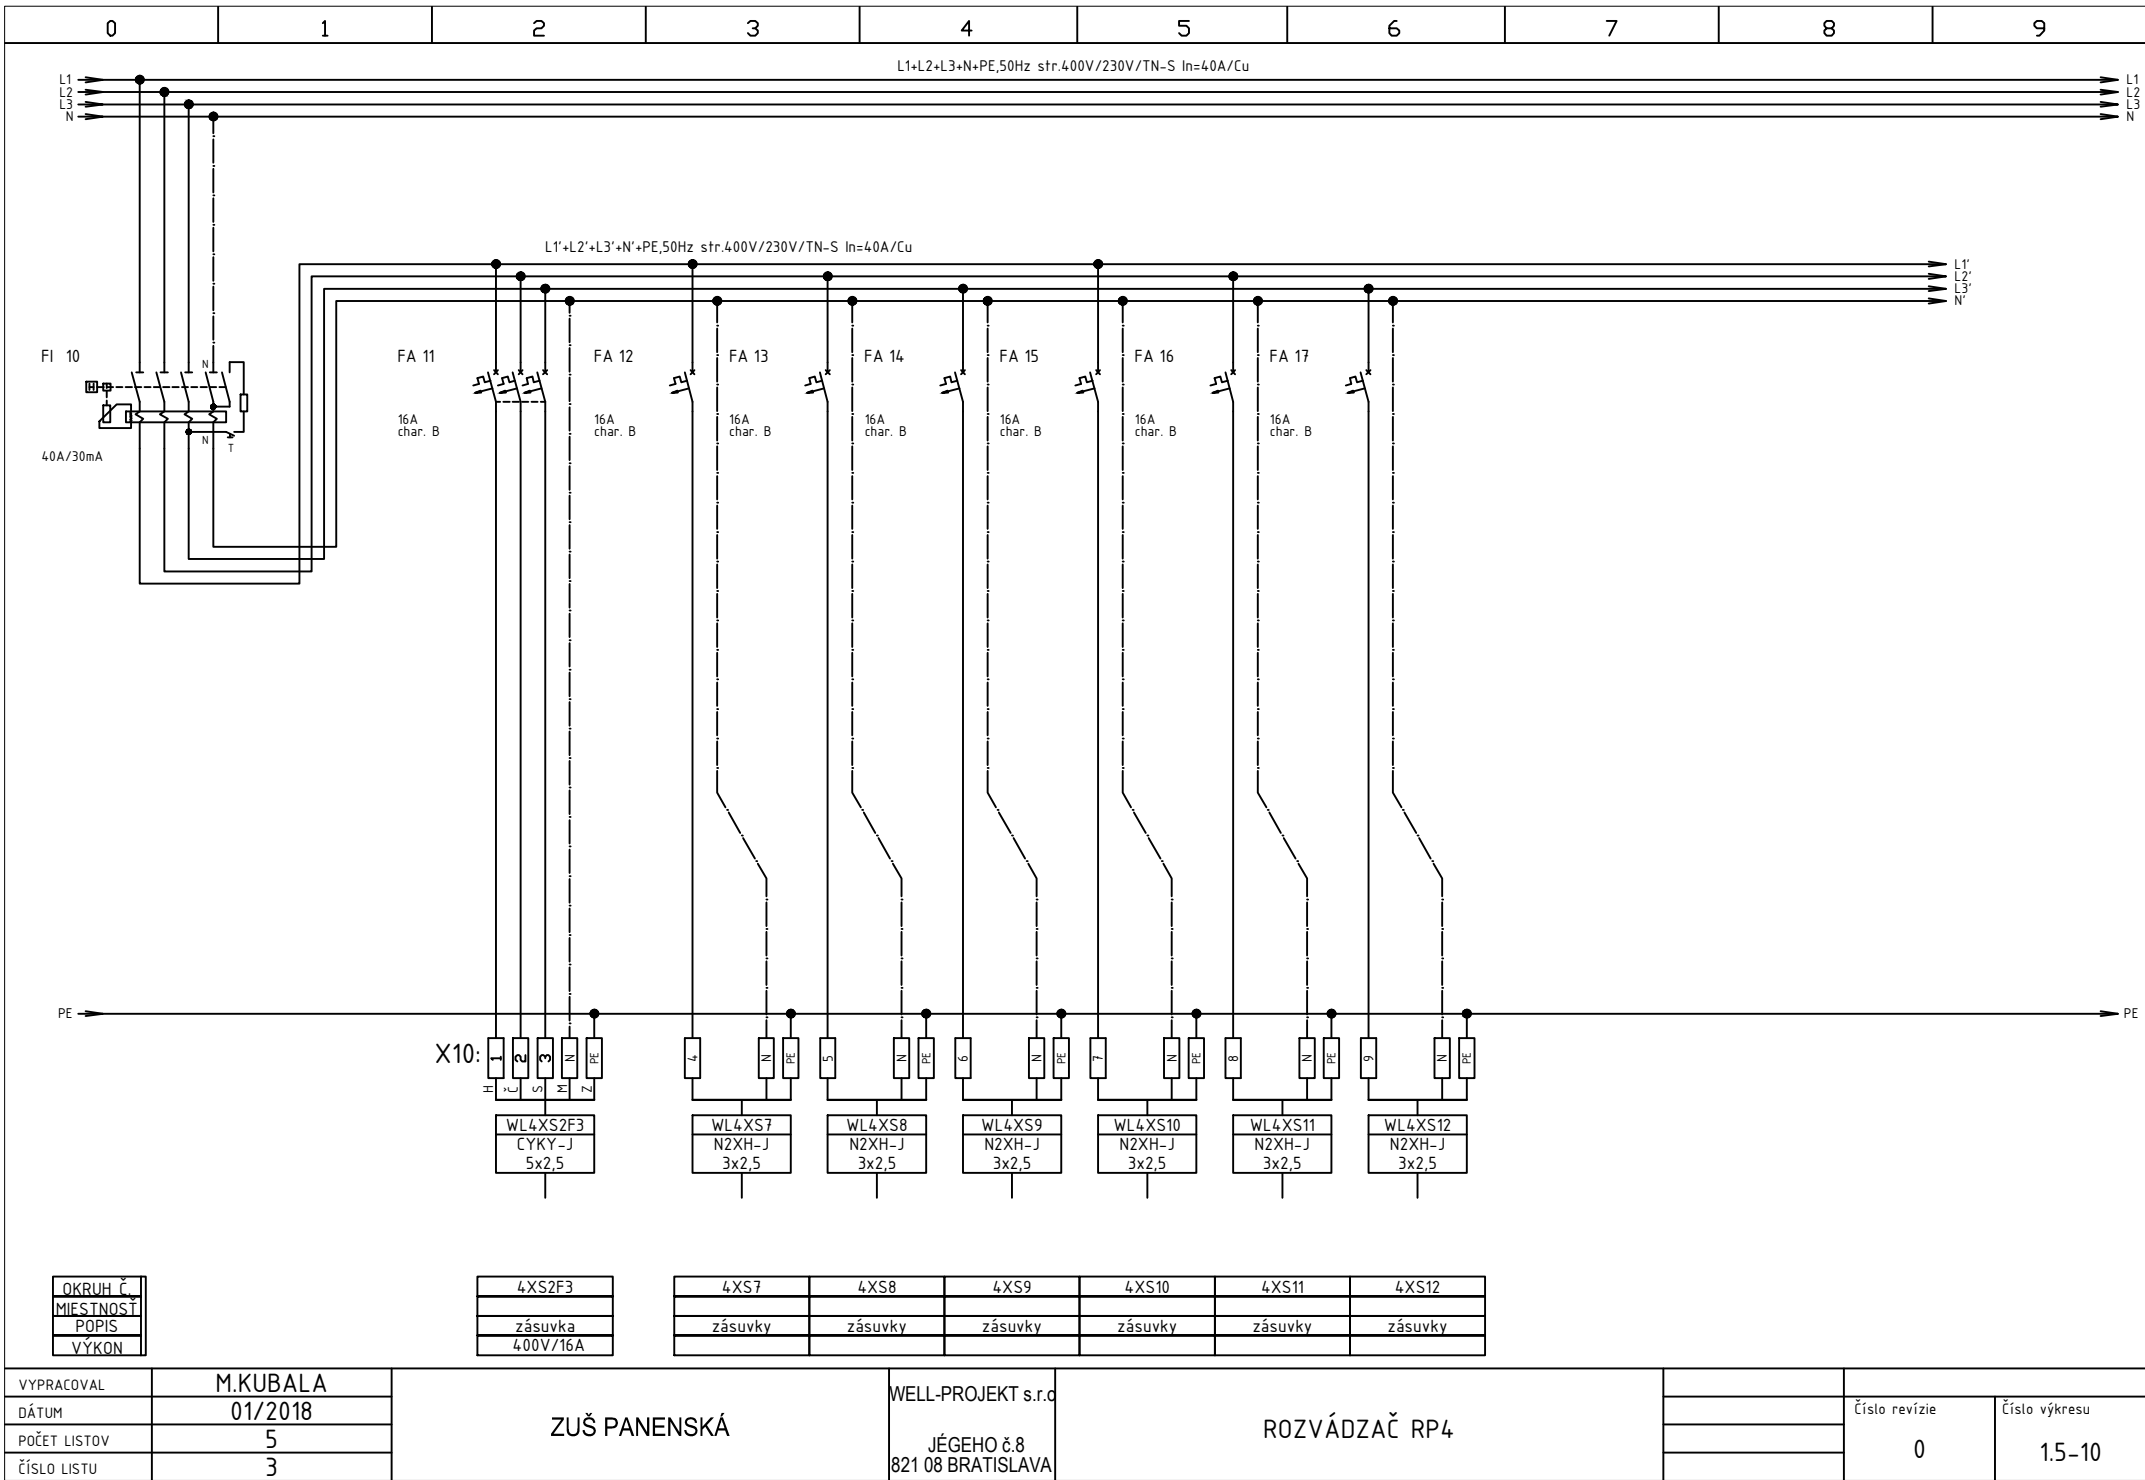 0 1 2 3 4 5 6 7 8 9
L1+L2+L3+N+PE,50Hz str.400V/230V/TN-S In=40A/Cu
L1 L1
L2 L2
L3 L3
N N
L1'+L2'+L3'+N'+PE,50Hz str.400V/230V/TN-S In=40A/Cu
L1'
L2'
L3'
N'
FI 10 N FA 11 FA 12 FA 13 FA 14 FA 15 FA 16 FA 17
16A 16A 16A 16A 16A 16A 16A
char. B char. B char. B char. B char. B char. B char. B
N T
40A/30mA
PE PE
X10: 1 2 3 N PE 4 N PE 5 N PE 6 N PE 7 N PE 8 N PE 9 N PE
H Č S M Z
WL4XS2F3 WL4XS7 WL4XS8 WL4XS9 WL4XS10 WL4XS11 WL4XS12
CYKY-J N2XH-J N2XH-J N2XH-J N2XH-J N2XH-J N2XH-J
5x2,5 3x2,5 3x2,5 3x2,5 3x2,5 3x2,5 3x2,5
OKRUH Č. 4XS2F3 4XS7 4XS8 4XS9 4XS10 4XS11 4XS12
MIESTNOSŤ
POPIS zásuvka zásuvky zásuvky zásuvky zásuvky zásuvky zásuvky
VÝKON 400V/16A
VYPRACOVAL M.KUBALA
DÁTUM 01/2018
POČET LISTOV 5
ČÍSLO LISTU 3
ZUŠ PANENSKÁ
WELL-PROJEKT s.r.o
JÉGEHO č.8
821 08 BRATISLAVA
ROZVÁDZAČ RP4
Číslo revízie
0
Číslo výkresu
1.5-10